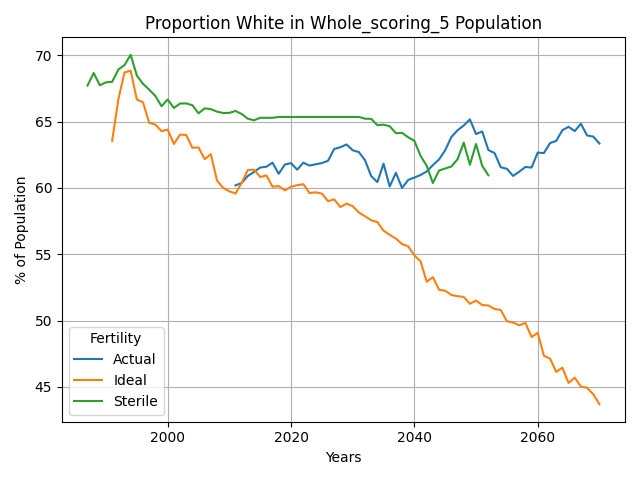 Proportion White in Whole_scoring_5 Population
% of Population
70
65
60
55
50
45
2000
2020
2040
2060
Years
Fertility
Actual
Ideal
Sterile